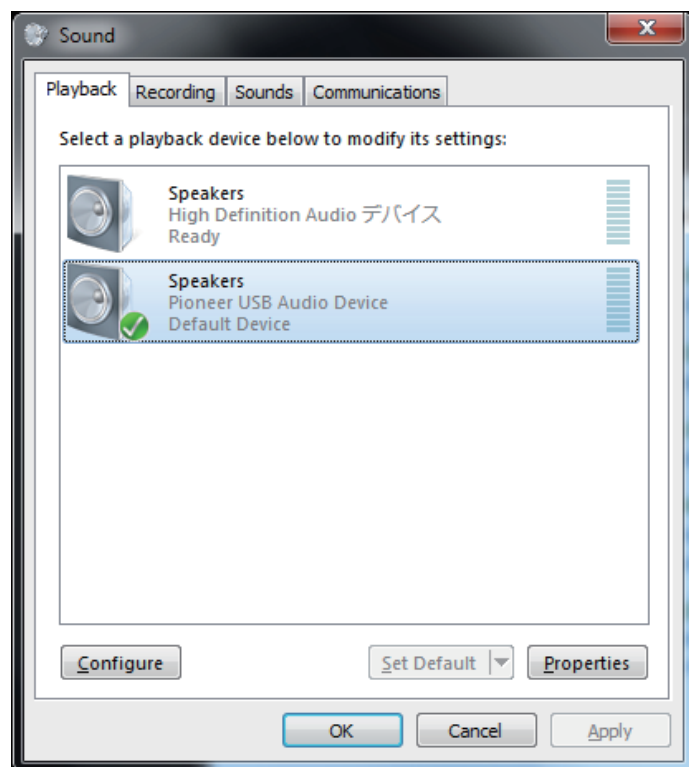 Sound
Playback Recording Sounds Communications
Select a playback device below to modify its settings:
Speakers
High Definition Audio デバイス
Ready
Speakers
Pioneer USB Audio Device
Default Device
Configure Set Default Properties
OK Cancel Apply